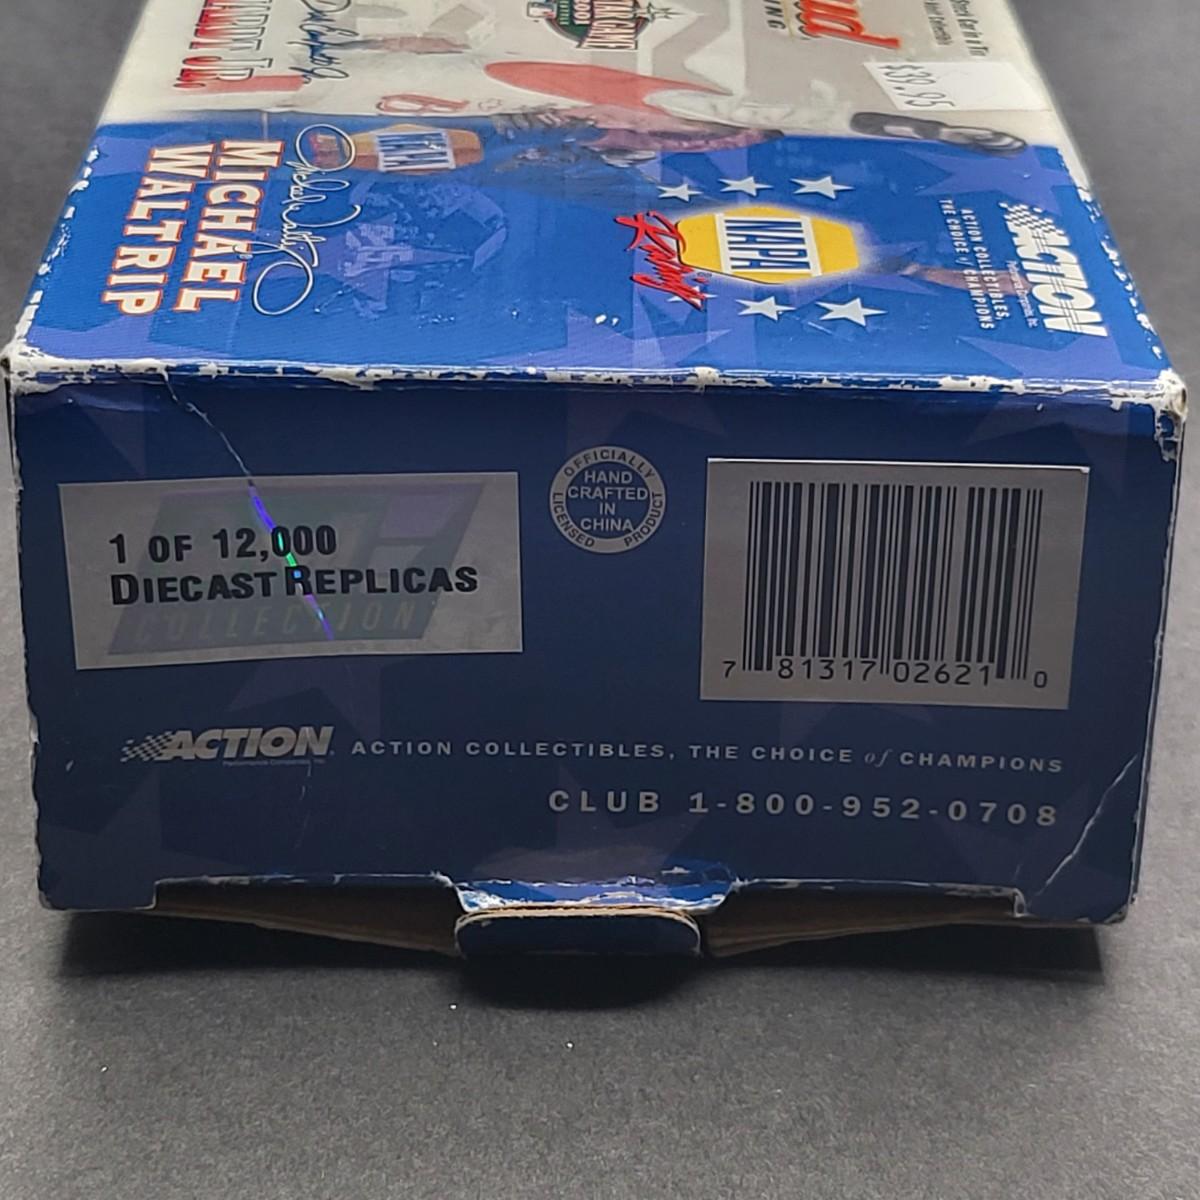 1 OF 12,000
DIECAST REPLICAS
COLLECTION
OFFICIALLY
LICENSED
PRODUCT
HAND
CRAFTED
IN
CHINA
7 81317 02621 0
ACTION
ACTION COLLECTIBLES, THE CHOICE of CHAMPIONS
CLUB 1-800-952-0708
MICHAEL
WALTRIP
NAPA
NAPA
Racing
ACTION
ACTION COLLECTIBLES,
THE CHOICE of CHAMPIONS
JR.
2001
$39.95